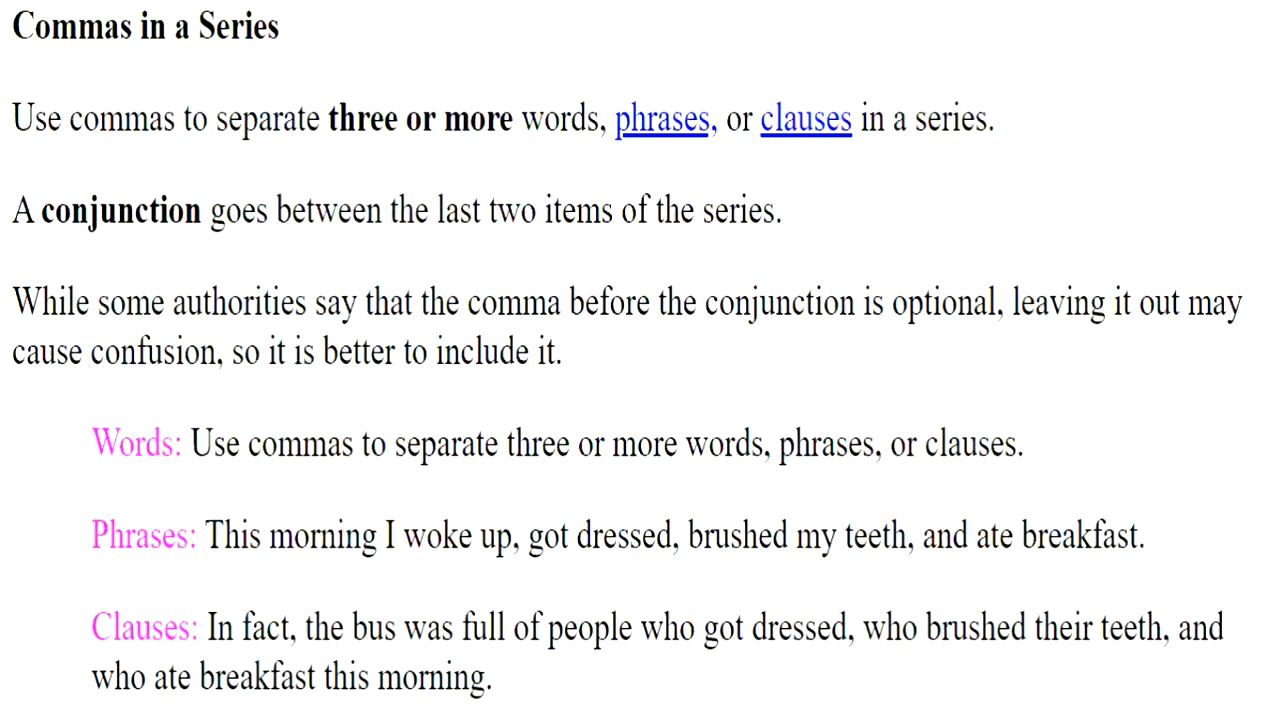 Commas in a Series
Use commas to separate three or more words, phrases, or clauses in a series.
A conjunction goes between the last two items of the series.
While some authorities say that the comma before the conjunction is optional, leaving it out may
cause confusion, so it is better to include it.
Words: Use commas to separate three or more words, phrases, or clauses.
Phrases: This morning I woke up, got dressed, brushed my teeth, and ate breakfast.
Clauses: In fact, the bus was full of people who got dressed, who brushed their teeth, and
who ate breakfast this morning.